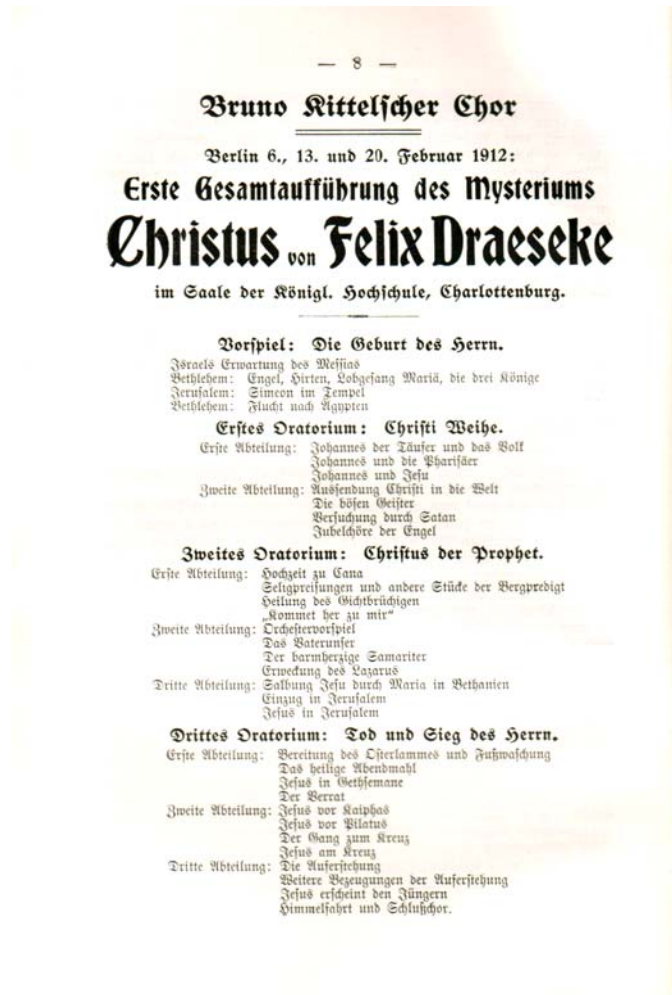 — 8 —
Bruno Kittelscher Chor
Berlin 6., 13. und 20. Februar 1912:
Erste Gesamtaufführung des Mysteriums
Christus von Felix Draeseke
im Saale der Königl. Hochschule, Charlottenburg.
Vorspiel: Die Geburt des Herrn.
Israels Erwartung des Messias
Bethlehem: Engel, Hirten, Lobgesang Mariä, die drei Könige
Jerusalem: Simeon im Tempel
Bethlehem: Flucht nach Ägypten
Erstes Oratorium: Christi Weihe.
Erste Abteilung: Johannes der Täufer und das Volk
Johannes und die Pharisäer
Johannes und Jesu
Zweite Abteilung: Aussendung Christi in die Welt
Die bösen Geister
Versuchung durch Satan
Jubelchöre der Engel
Zweites Oratorium: Christus der Prophet.
Erste Abteilung: Hochzeit zu Cana
Seligpreisungen und andere Stücke der Bergpredigt
Heilung des Gichtbrüchigen
„Kommet her zu mir“
Zweite Abteilung: Orchestervorspiel
Das Vaterunser
Der barmherzige Samariter
Erweckung des Lazarus
Dritte Abteilung: Salbung Jesu durch Maria in Bethanien
Einzug in Jerusalem
Jesus in Jerusalem
Drittes Oratorium: Tod und Sieg des Herrn.
Erste Abteilung: Bereitung des Osterlammes und Fußwaschung
Das heilige Abendmahl
Jesus in Gethsemane
Der Verrat
Zweite Abteilung: Jesus vor Kaiphas
Jesus vor Pilatus
Der Gang zum Kreuz
Jesus am Kreuz
Dritte Abteilung: Die Auferstehung
Weitere Bezeugungen der Auferstehung
Jesus erscheint den Jüngern
Himmelfahrt und Schlußchor.